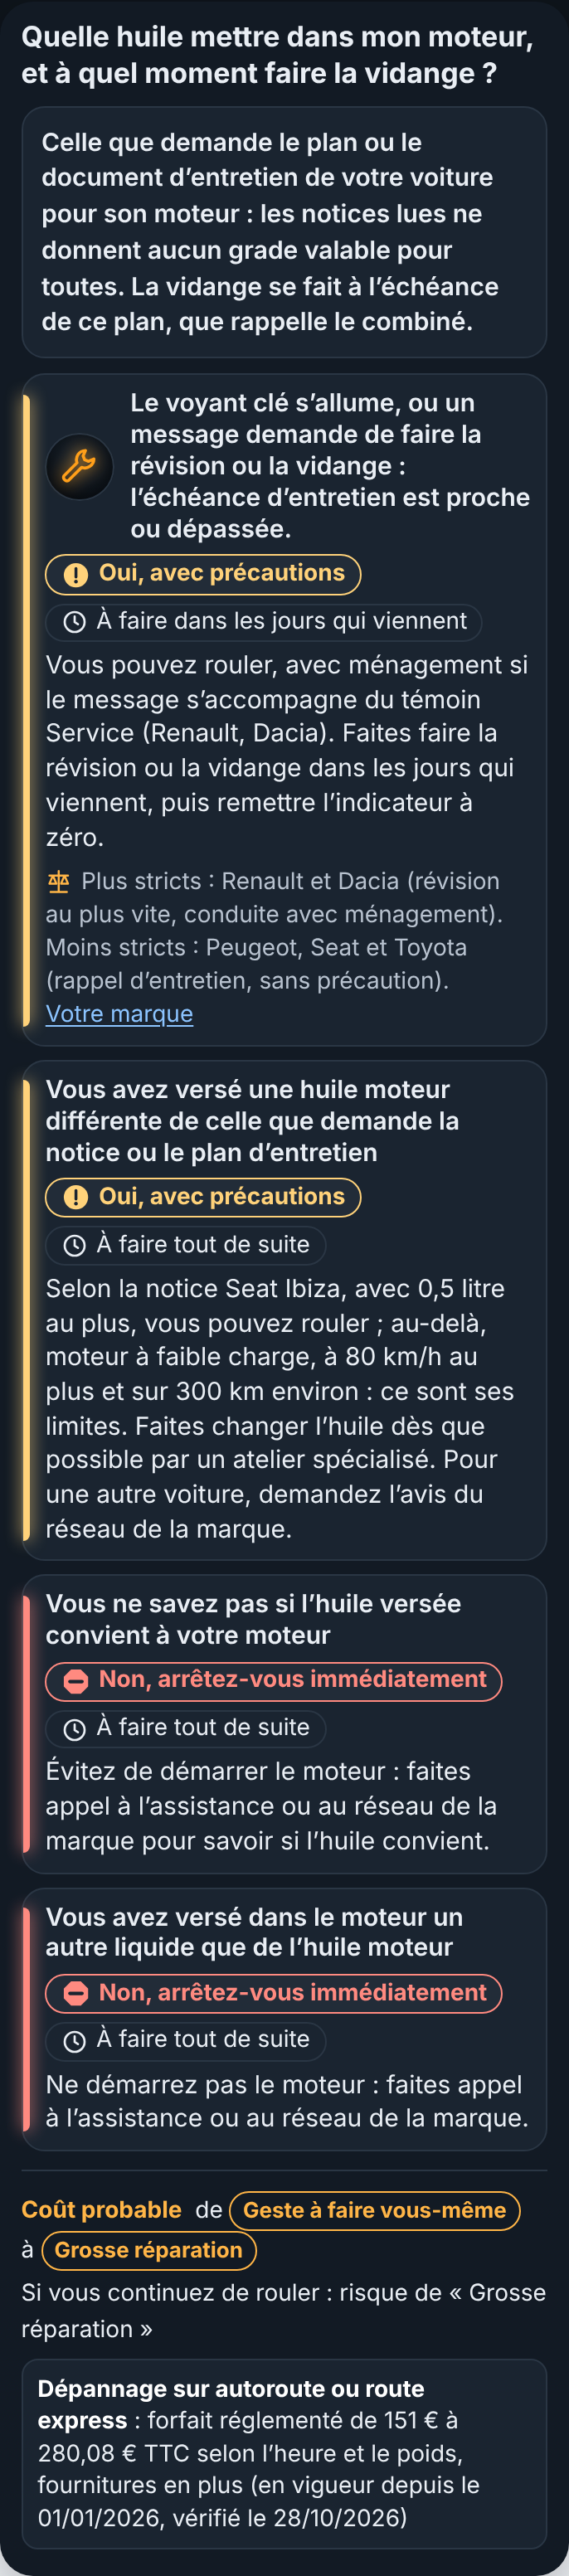 Quelle huile mettre dans mon moteur,
et à quel moment faire la vidange ?
Celle que demande le plan ou le
document d’entretien de votre voiture
pour son moteur : les notices lues ne
donnent aucun grade valable pour
toutes. La vidange se fait à l’échéance
de ce plan, que rappelle le combiné.
Le voyant clé s’allume, ou un
message demande de faire la
révision ou la vidange :
l’échéance d’entretien est proche
ou dépassée.
Oui, avec précautions
À faire dans les jours qui viennent
Vous pouvez rouler, avec ménagement si
le message s’accompagne du témoin
Service (Renault, Dacia). Faites faire la
révision ou la vidange dans les jours qui
viennent, puis remettre l’indicateur à
zéro.
Plus stricts : Renault et Dacia (révision
au plus vite, conduite avec ménagement).
Moins stricts : Peugeot, Seat et Toyota
(rappel d’entretien, sans précaution).
Votre marque
Vous avez versé une huile moteur
différente de celle que demande la
notice ou le plan d’entretien
Oui, avec précautions
À faire tout de suite
Selon la notice Seat Ibiza, avec 0,5 litre
au plus, vous pouvez rouler ; au-delà,
moteur à faible charge, à 80 km/h au
plus et sur 300 km environ : ce sont ses
limites. Faites changer l’huile dès que
possible par un atelier spécialisé. Pour
une autre voiture, demandez l’avis du
réseau de la marque.
Vous ne savez pas si l’huile versée
convient à votre moteur
Non, arrêtez-vous immédiatement
À faire tout de suite
Évitez de démarrer le moteur : faites
appel à l’assistance ou au réseau de la
marque pour savoir si l’huile convient.
Vous avez versé dans le moteur un
autre liquide que de l’huile moteur
Non, arrêtez-vous immédiatement
À faire tout de suite
Ne démarrez pas le moteur : faites appel
à l’assistance ou au réseau de la marque.
Coût probable de Geste à faire vous-même
à Grosse réparation
Si vous continuez de rouler : risque de « Grosse
réparation »
Dépannage sur autoroute ou route
express : forfait réglementé de 151 € à
280,08 € TTC selon l’heure et le poids,
fournitures en plus (en vigueur depuis le
01/01/2026, vérifié le 28/10/2026)